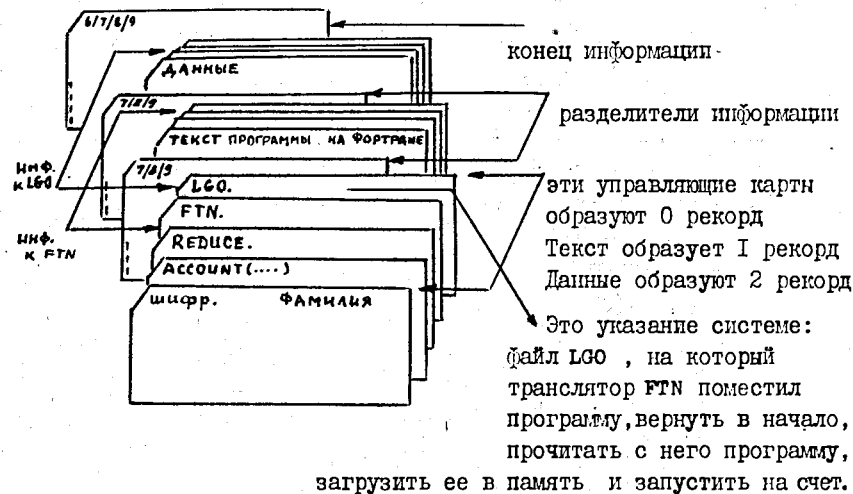 6/7/8/9
конец информации
ДАННЫЕ
7/8/9
разделители информации
ТЕКСТ ПРОГРАММЫ НА ФОРТРАНЕ
7/8/9
ИНФ.
К LGO
LGO.
эти управляющие карты
образуют 0 рекорд
FTN.
ИНФ.
К FTN
REDUCE.
Текст образует I рекорд
ACCOUNT(....)
Данные образуют 2 рекорд
шифр. ФАМИЛИЯ
Это указание системе:
файл LGO , на который
транслятор FTN поместил
программу,вернуть в начало,
прочитать с него программу,
загрузить ее в память и запустить на счет.